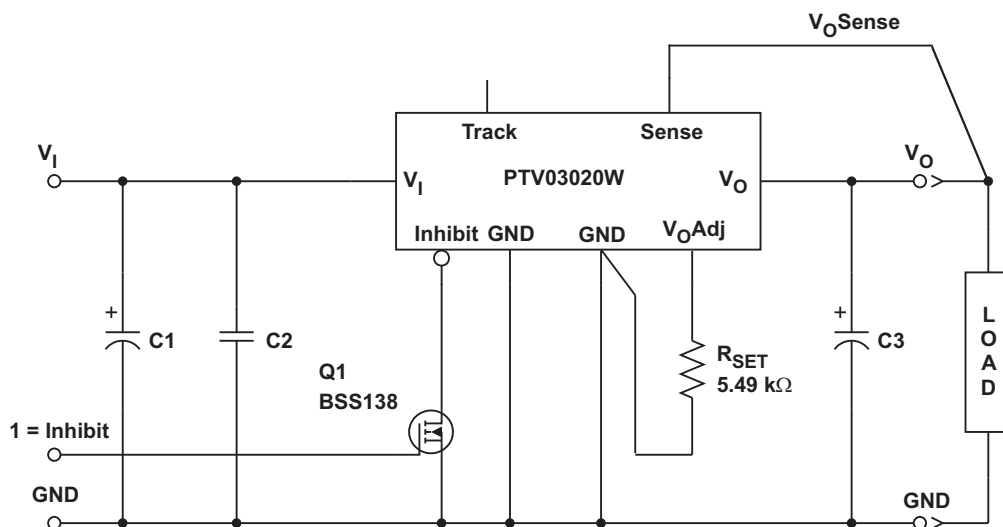 VOSense
Track
Sense
VI
VI
PTV03020W
VO
VO
Inhibit
GND
GND
VOAdj
+
C1
C2
Q1
BSS138
RSET
5.49 kΩ
+
C3
L
O
A
D
1 = Inhibit
GND
GND